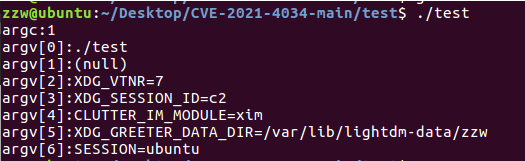 zzw@ubuntu:~/Desktop/CVE-2021-4034-main/test$ ./test
argc:1
argv[0]:./test
argv[1]:(null)
argv[2]:XDG_VTNR=7
argv[3]:XDG_SESSION_ID=c2
argv[4]:CLUTTER_IM_MODULE=xim
argv[5]:XDG_GREETER_DATA_DIR=/var/lib/lightdm-data/zzw
argv[6]:SESSION=ubuntu